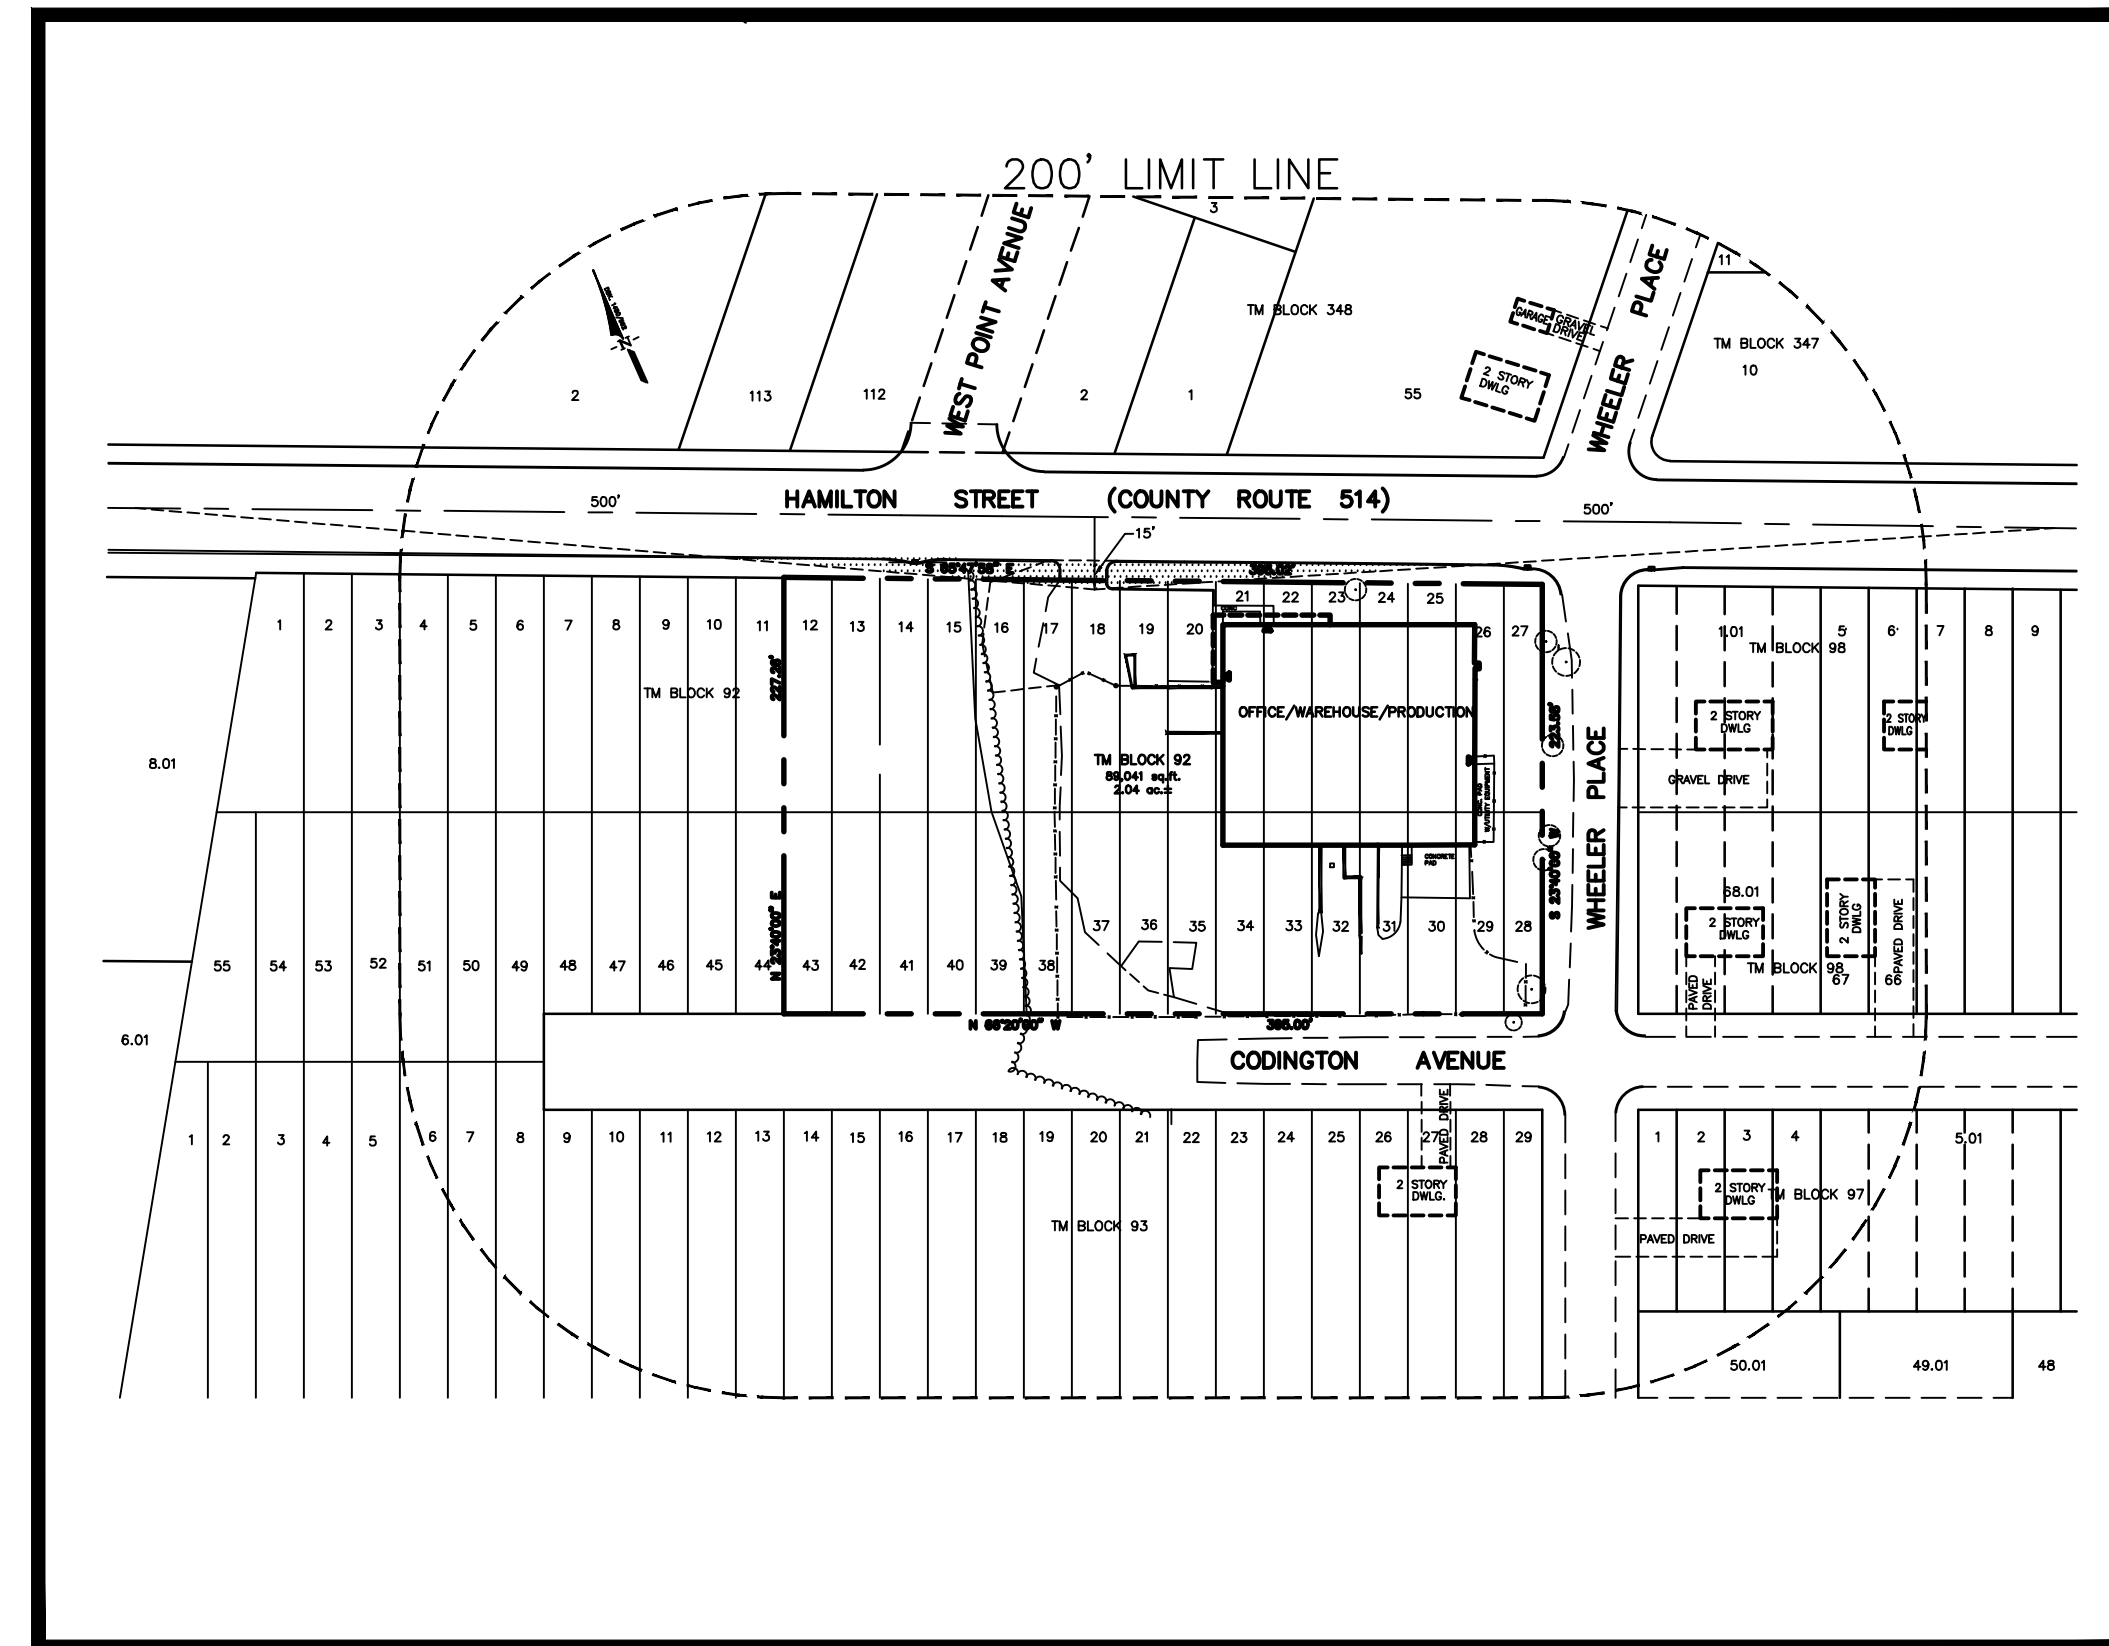 200' LIMIT LINE
3
11
WEST POINT AVENUE
WHEELER PLACE
TM BLOCK 348
GARAGE
GRAVEL
DRIVE
TM BLOCK 347
10
2 STORY
DWLG
N
2
113
112
2
1
55
500'
HAMILTON STREET (COUNTY ROUTE 514)
500'
15'
1 2 3 4 5 6 7 8 9 10 11 12 13 14 15 16 17 18 19 20 21 22 23 24 25 26 27
1.01 5 6 7 8 9
TM BLOCK 98
TM BLOCK 92
227.26'
OFFICE/WAREHOUSE/PRODUCTION
2 STORY
DWLG
2 STORY
DWLG
8.01
TM BLOCK 92
89,041 sq.ft.
2.04 ac.±
GRAVEL DRIVE
WHEELER PLACE
CONCRETE
PAD
S 23°40'00" W
N 23°40'00" E
68.01
2 STORY
DWLG
2 STORY
DWLG
PAVED DRIVE
37 36 35 34 33 32 31 30 29 28
55 54 53 52 51 50 49 48 47 46 45 44 43 42 41 40 39 38
TM BLOCK 98
67 66
PAVED
DRIVE
N 66°20'00" W
395.00'
6.01
CODINGTON AVENUE
PAVED DRIVE
1 2 3 4 5 6 7 8 9 10 11 12 13 14 15 16 17 18 19 20 21 22 23 24 25 26 27 28 29
1 2 3 4 5.01
2 STORY
DWLG.
2 STORY
DWLG
TM BLOCK 97
TM BLOCK 93
PAVED DRIVE
50.01
49.01
48